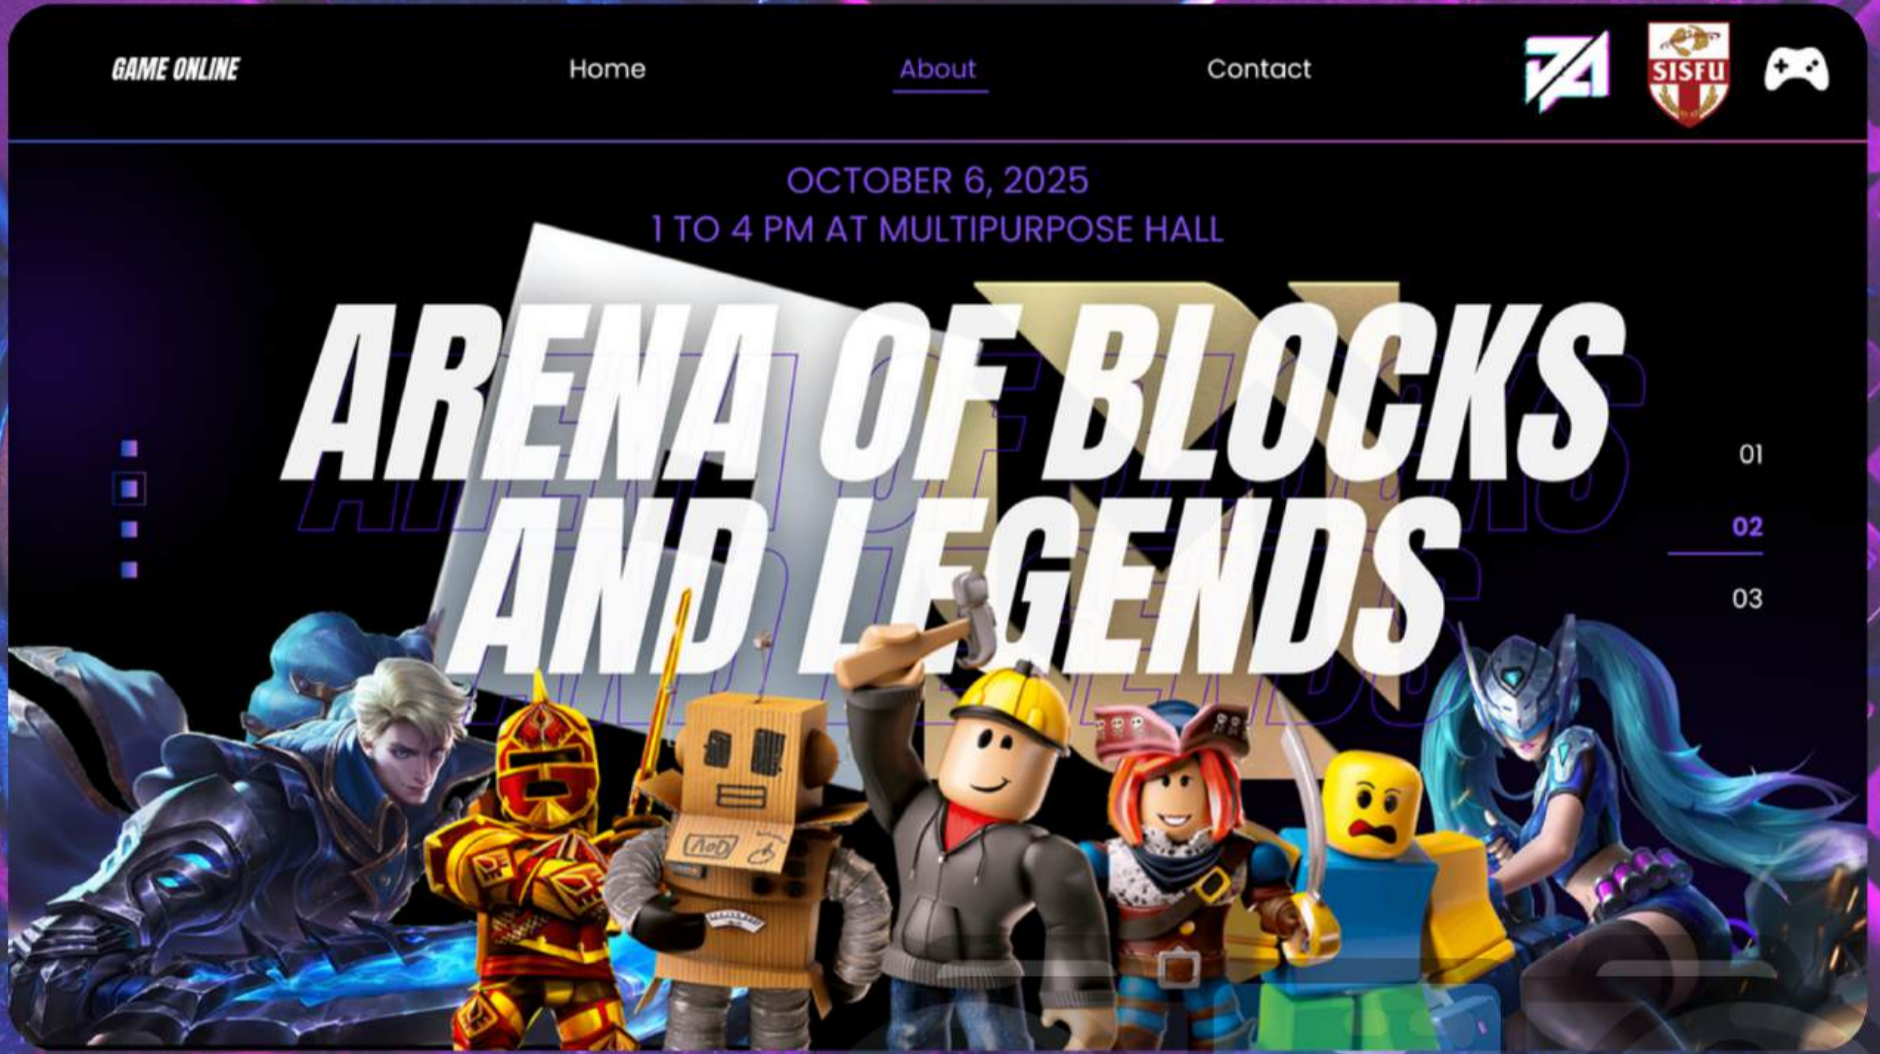 GAME ONLINE
Home
About
Contact
SISFU
OCTOBER 6, 2025
1 TO 4 PM AT MULTIPURPOSE HALL
ARENA OF BLOCKS
AND LEGENDS
01
02
03